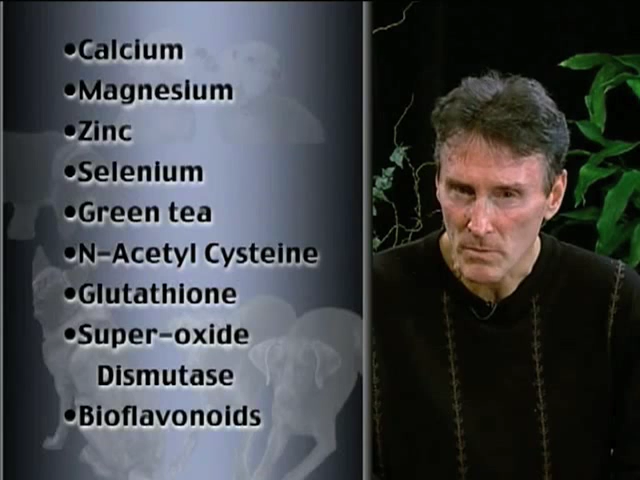 •Calcium
•Magnesium
•Zinc
•Selenium
•Green tea
•N-Acetyl Cysteine
•Glutathione
•Super-oxide
Dismutase
•Bioflavonoids